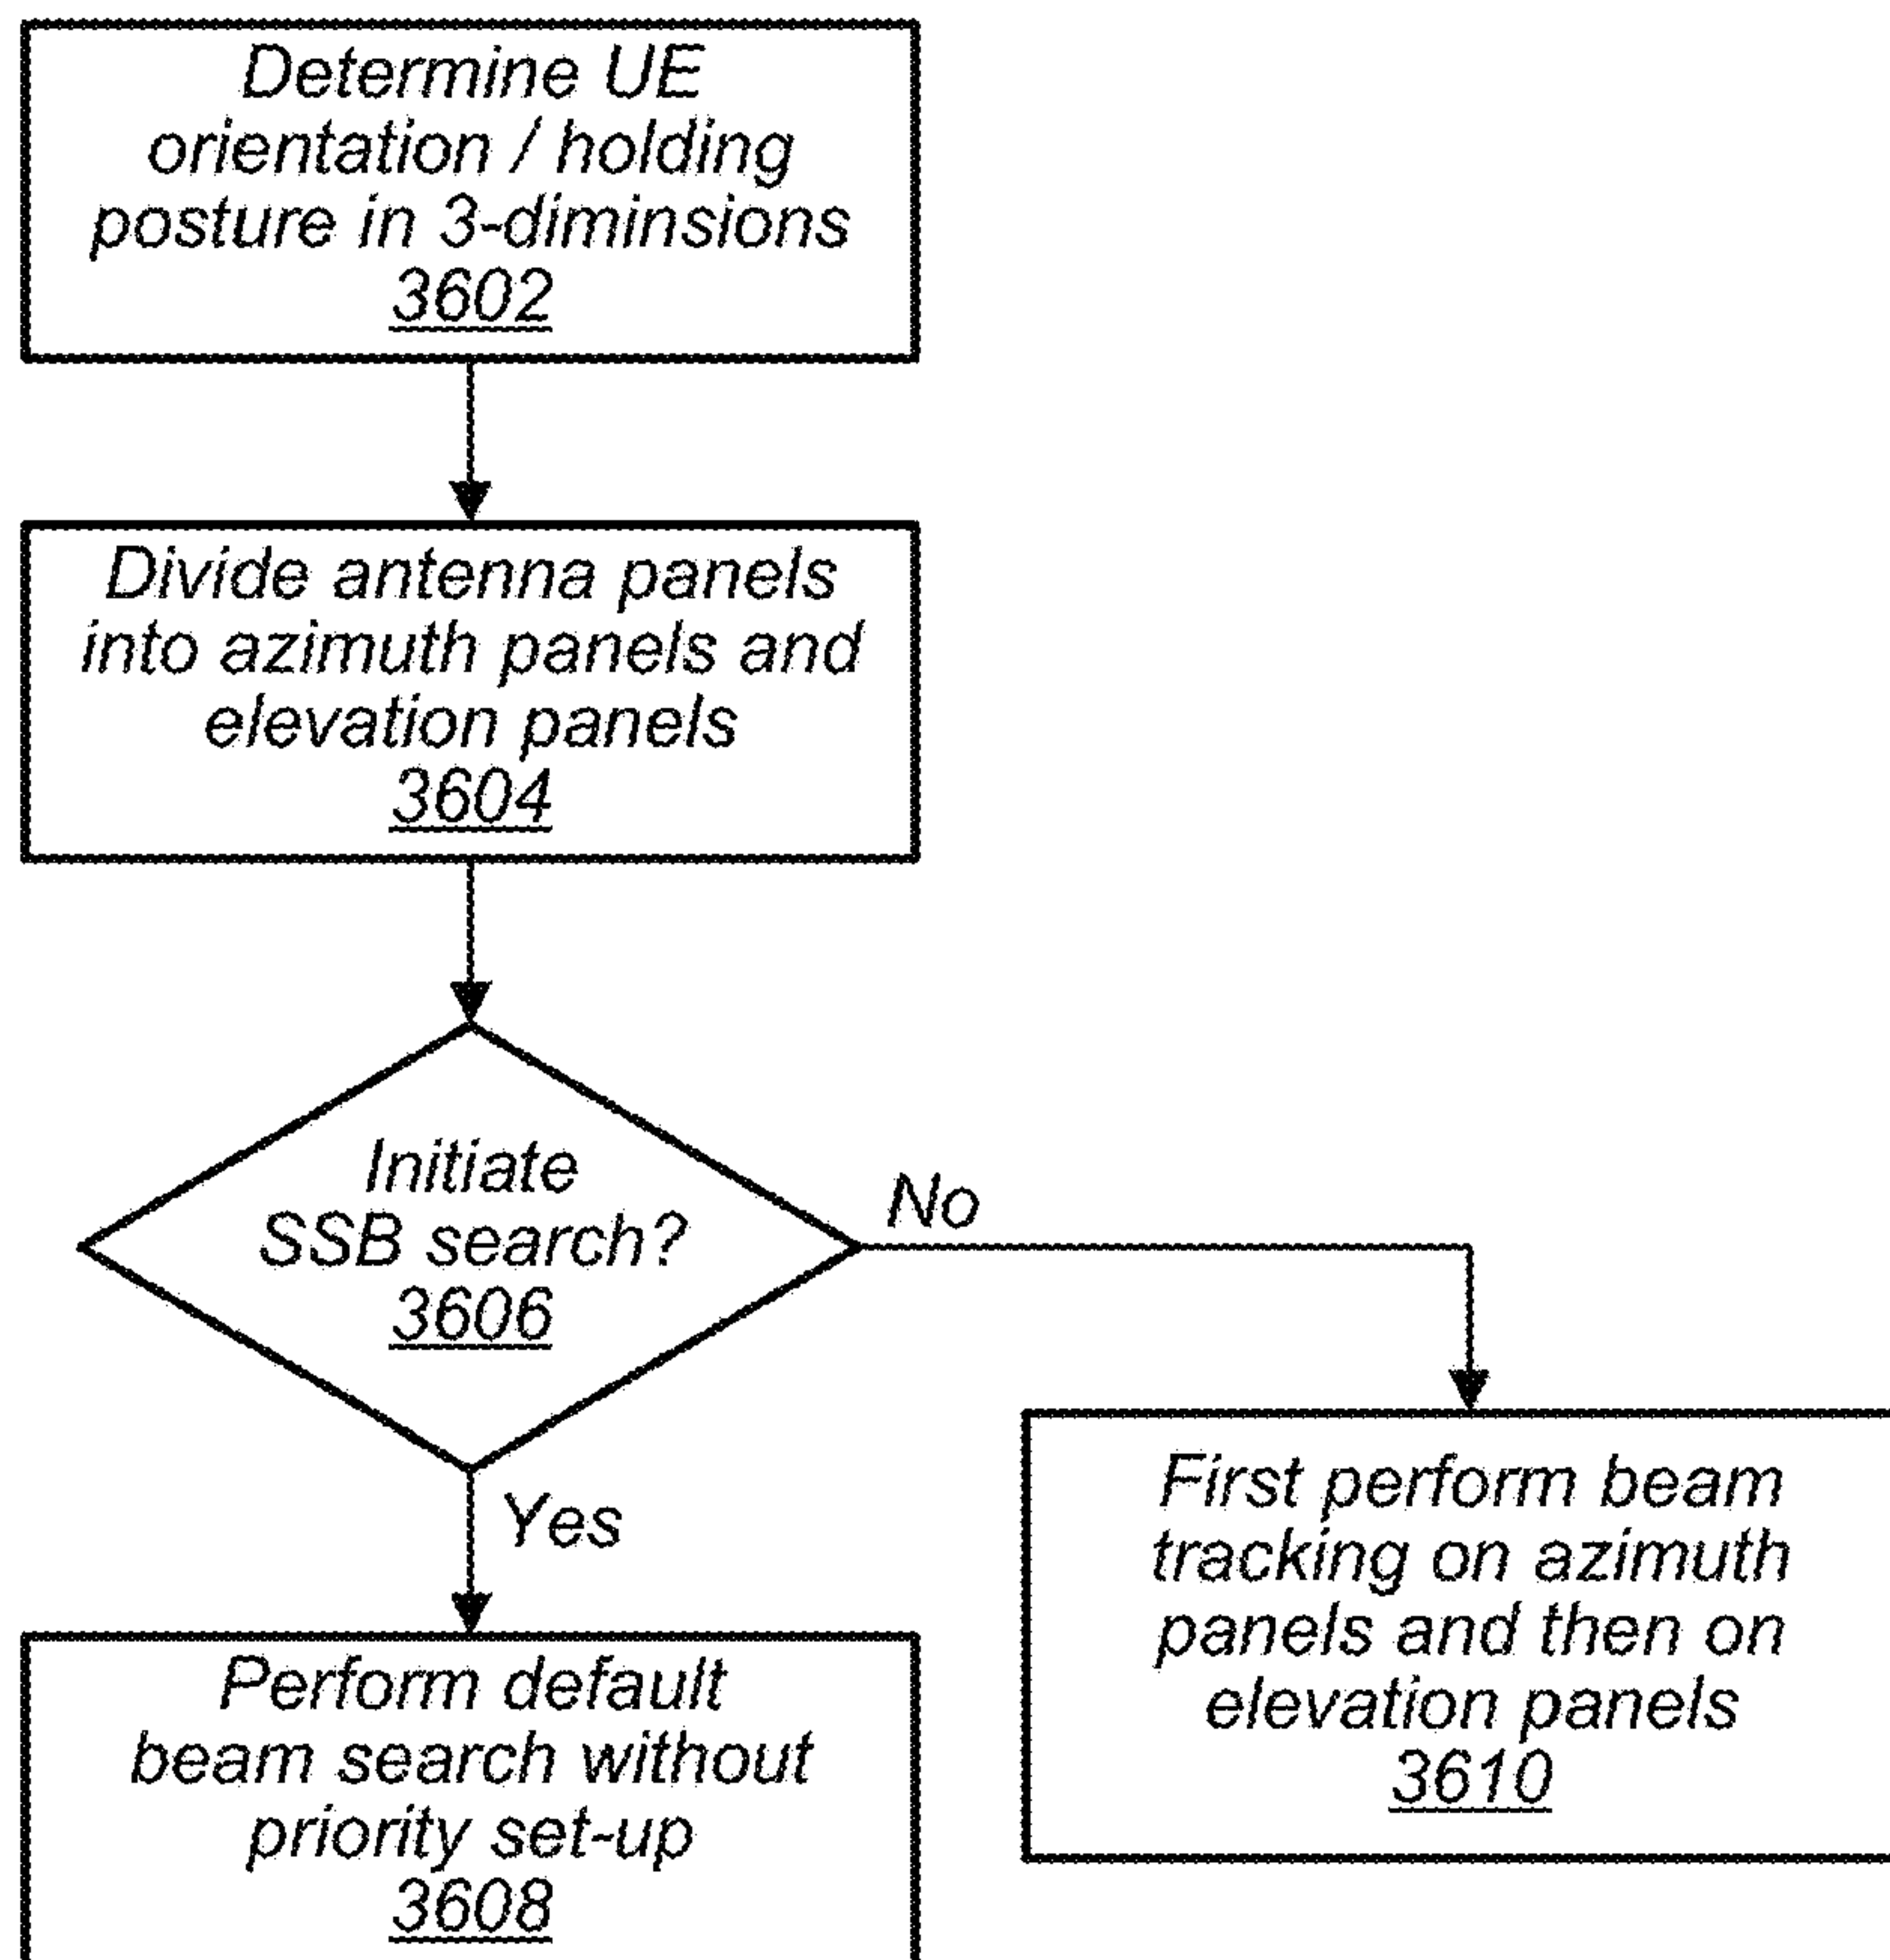 Determine UE
orientation / holding
posture in 3-diminsions
3602
Divide antenna panels
into azimuth panels and
elevation panels
3604
Initiate
SSB search?
3606
No
Yes
First perform beam
tracking on azimuth
panels and then on
elevation panels
3610
Perform default
beam search without
priority set-up
3608